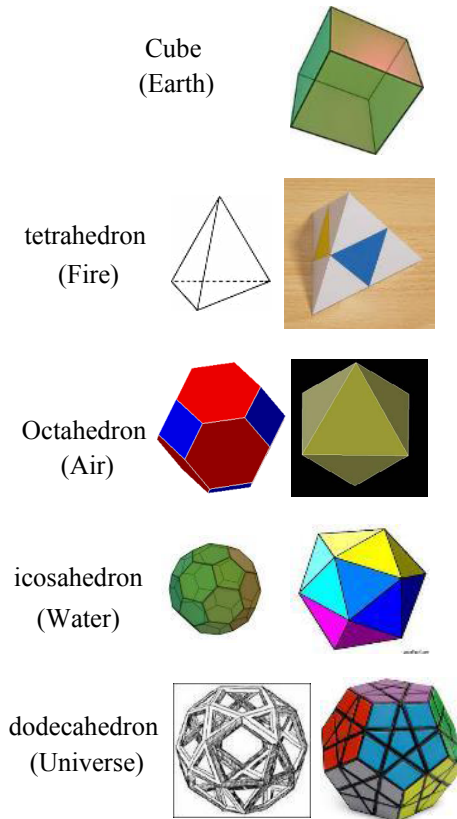 Cube
(Earth)
tetrahedron
(Fire)
Octahedron
(Air)
icosahedron
(Water)
dodecahedron
(Universe)